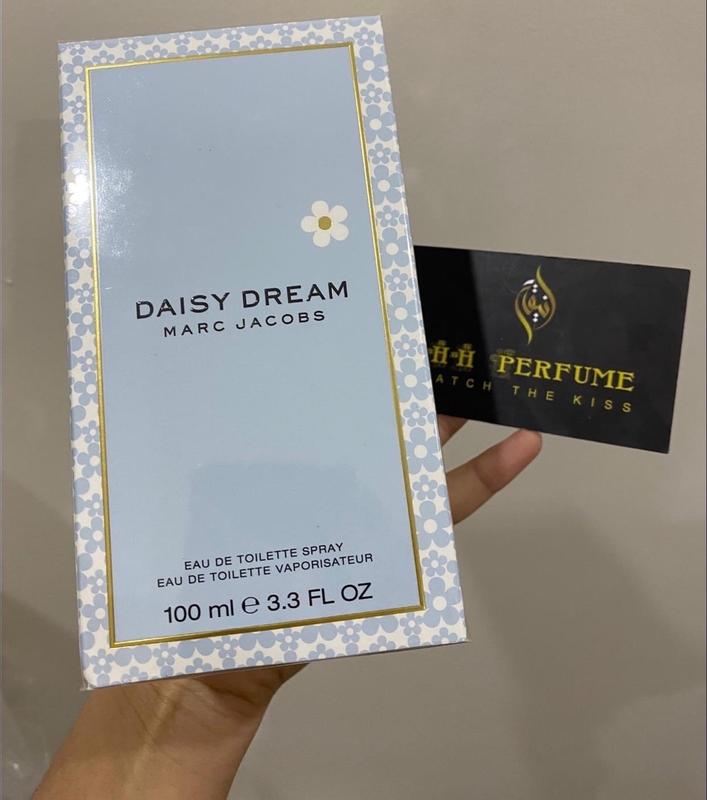 DAISY DREAM
MARC JACOBS
EAU DE TOILETTE SPRAY
EAU DE TOILETTE VAPORISATEUR
100 ml ℮ 3.3 FL OZ
PERFUME
THE KISS